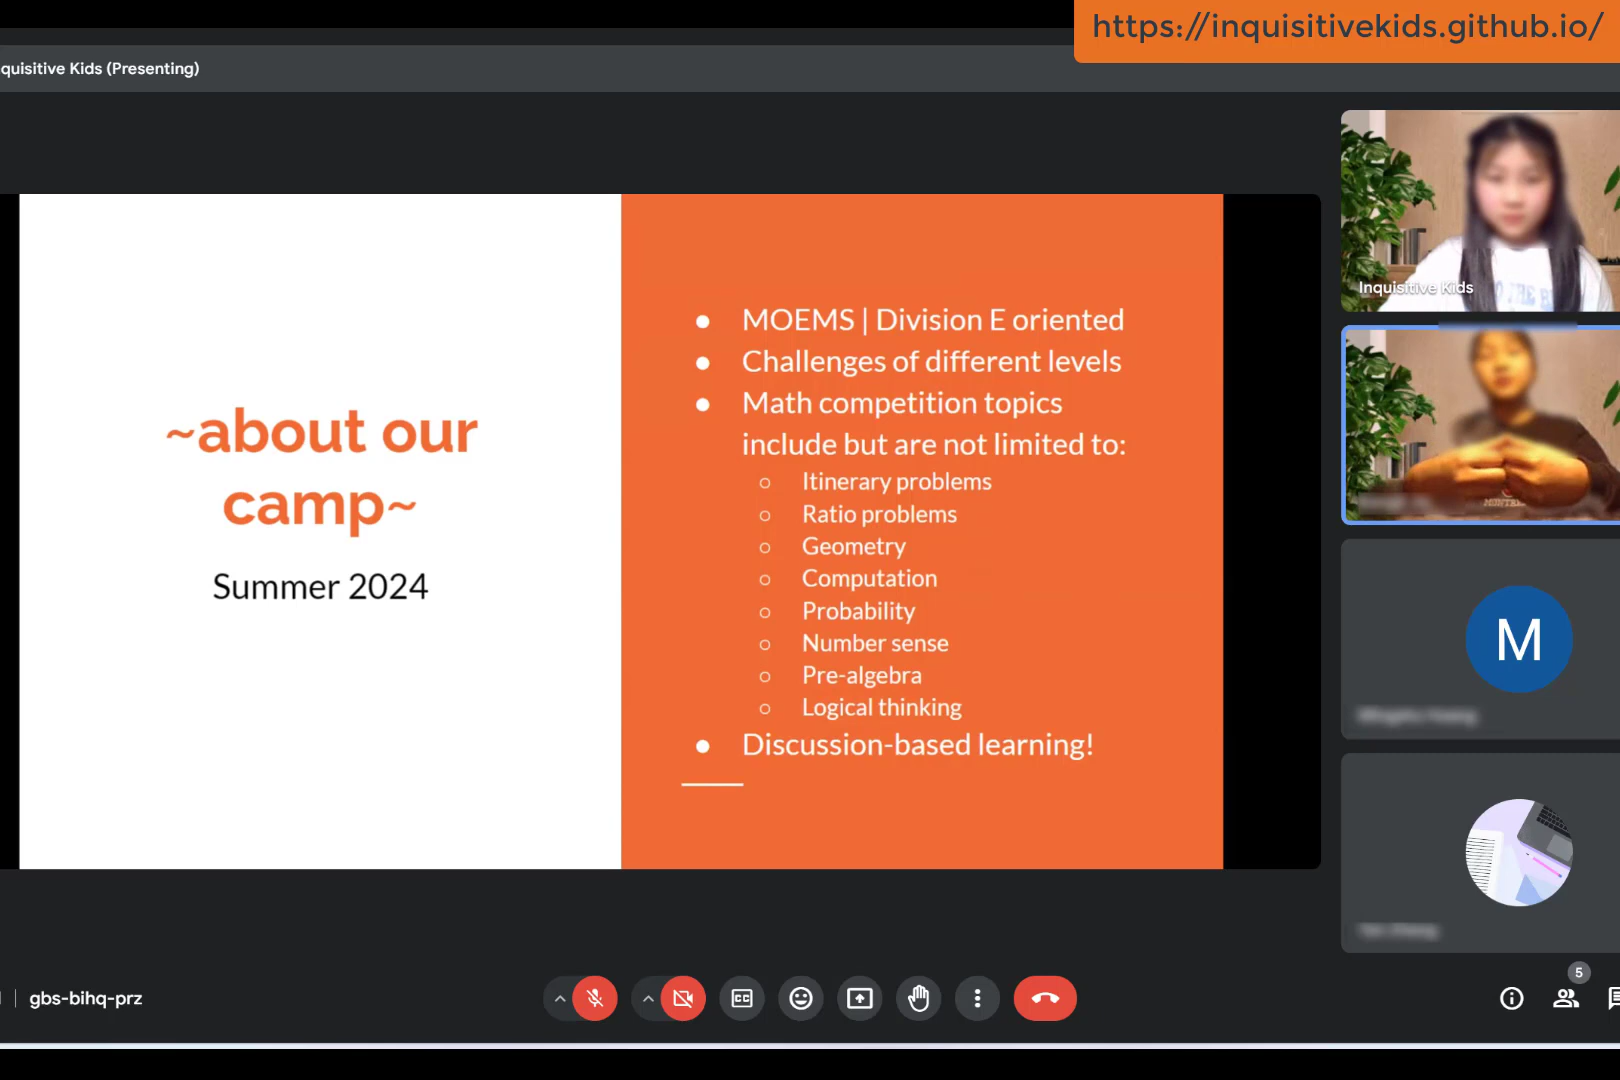 https://inquisitivekids.github.io/
quisitive Kids (Presenting)
~about our
camp~
Summer 2024
● MOEMS | Division E oriented
● Challenges of different levels
● Math competition topics
include but are not limited to:
○ Itinerary problems
○ Ratio problems
○ Geometry
○ Computation
○ Probability
○ Number sense
○ Pre-algebra
○ Logical thinking
● Discussion-based learning!
Inquisitive Kids
M
gbs-bihq-prz
CC
5